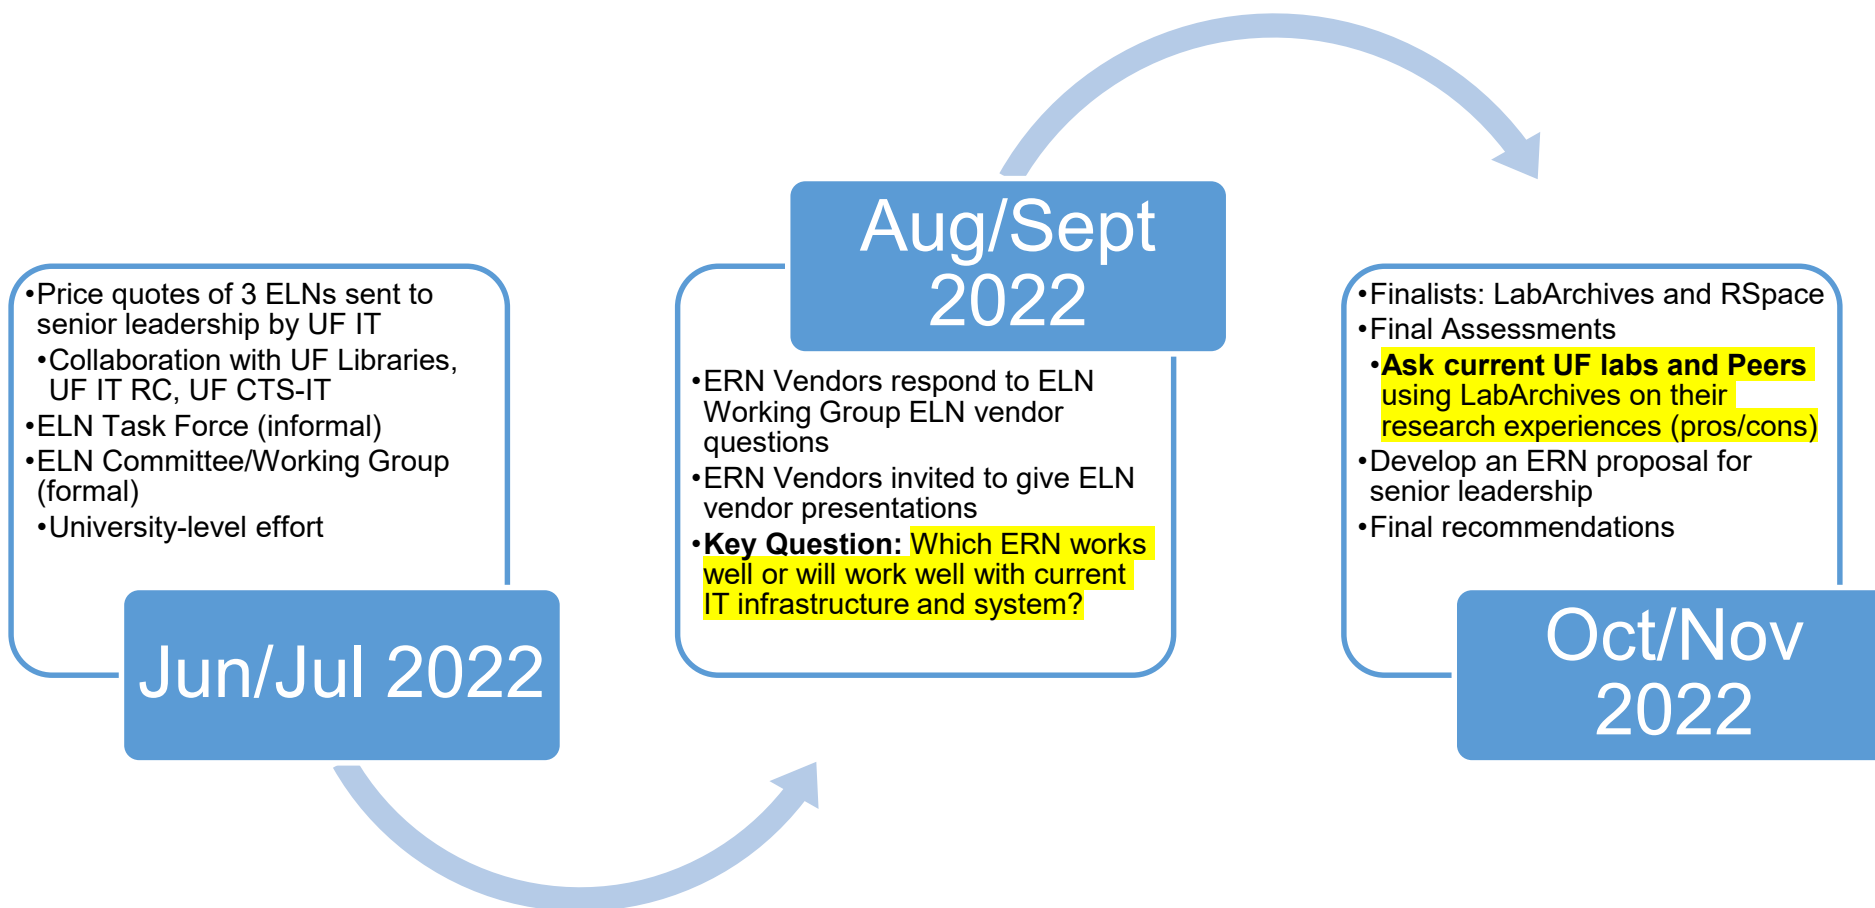 •Price quotes of 3 ELNs sent to
senior leadership by UF IT
•Collaboration with UF Libraries,
UF IT RC, UF CTS-IT
•ELN Task Force (informal)
•ELN Committee/Working Group
(formal)
•University-level effort
Jun/Jul 2022
Aug/Sept
2022
•ERN Vendors respond to ELN
Working Group ELN vendor
questions
•ERN Vendors invited to give ELN
vendor presentations
•Key Question: Which ERN works
well or will work well with current
IT infrastructure and system?
•Finalists: LabArchives and RSpace
•Final Assessments
•Ask current UF labs and Peers
using LabArchives on their
research experiences (pros/cons)
•Develop an ERN proposal for
senior leadership
•Final recommendations
Oct/Nov
2022